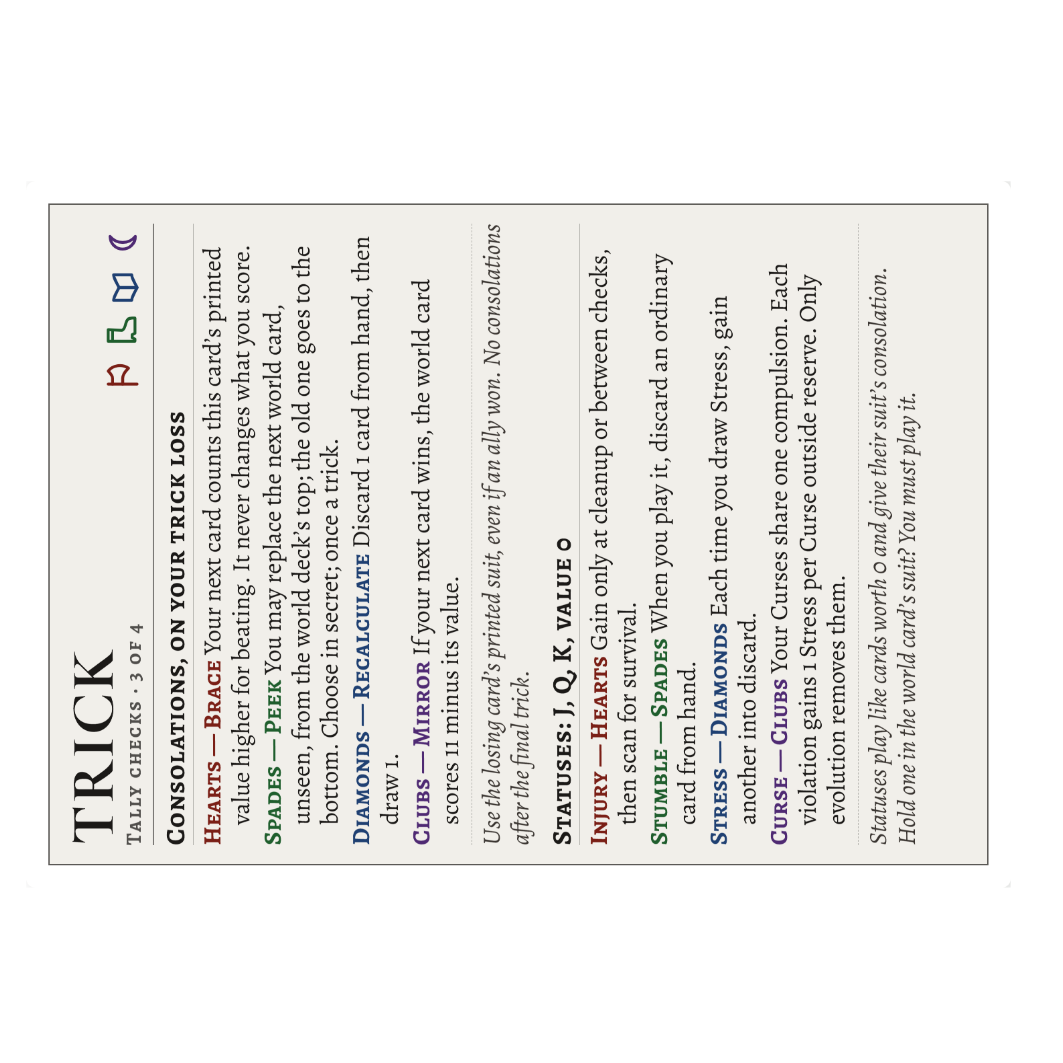 TRICK
TALLY CHECKS · 3 OF 4
CONSOLATIONS, ON YOUR TRICK LOSS
HEARTS — BRACE Your next card counts this card's printed
value higher for beating. It never changes what you score.
SPADES — PEEK You may replace the next world card,
unseen, from the world deck's top; the old one goes to the
bottom. Choose in secret; once a trick.
DIAMONDS — RECALCULATE Discard 1 card from hand, then
draw 1.
CLUBS — MIRROR If your next card wins, the world card
scores 11 minus its value.
Use the losing card's printed suit, even if an ally won. No consolations
after the final trick.
STATUSES: J, Q, K, VALUE 0
INJURY — HEARTS Gain only at cleanup or between checks,
then scan for survival.
STUMBLE — SPADES When you play it, discard an ordinary
card from hand.
STRESS — DIAMONDS Each time you draw Stress, gain
another into discard.
CURSE — CLUBS Your Curses share one compulsion. Each
violation gains 1 Stress per Curse outside reserve. Only
evolution removes them.
Statuses play like cards worth 0 and give their suit's consolation.
Hold one in the world card's suit? You must play it.